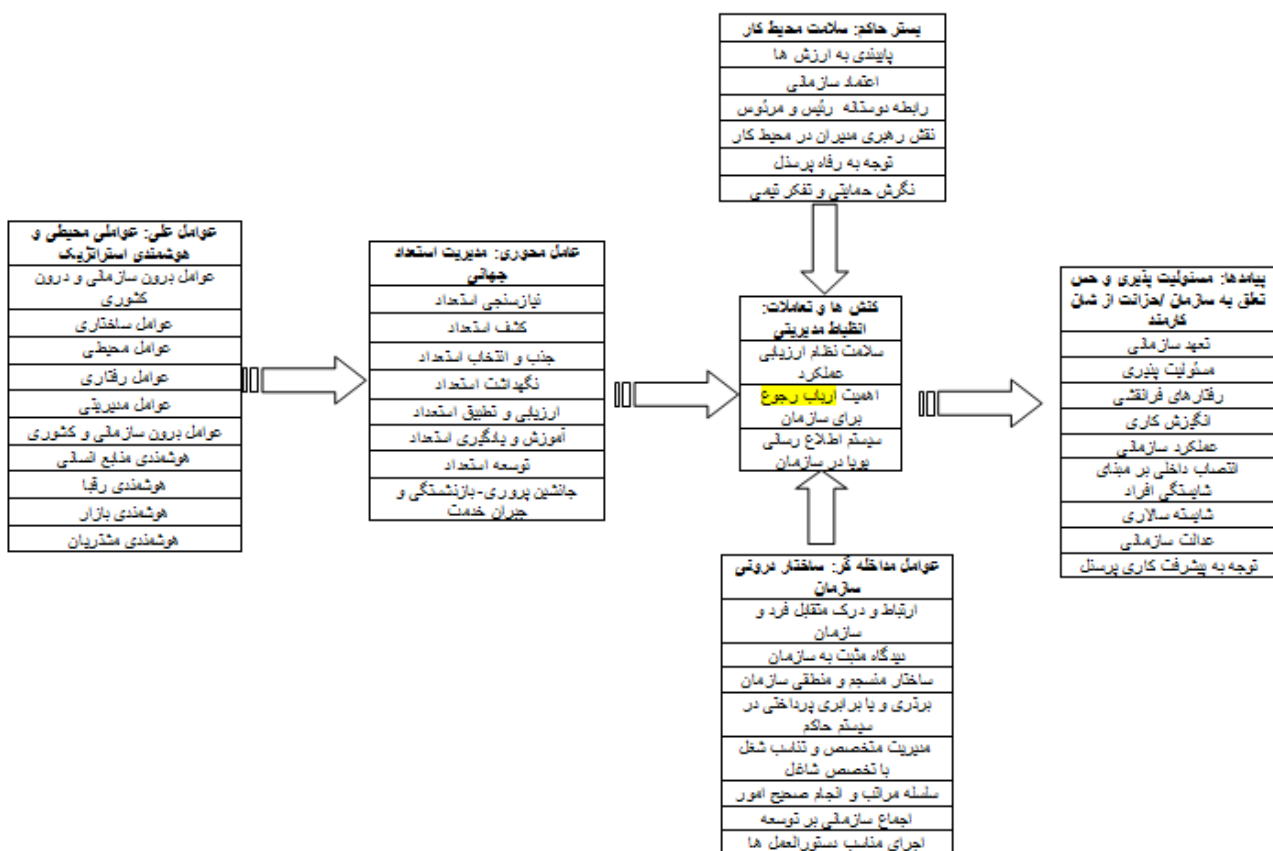 بستر حاکم: سلامت محیط کار
پایبندی به ارزش ها
اعتماد سازمانی
رابطه دوستانه رئیس و مرئوس
نقش رهبری مدیران در محیط کار
توجه به رفاه پرسنل
نگرش حمایتی و تفکر تیمی
عوامل علی: عواملی محیطی و
هوشمندی استراتژیک
عوامل برون سازمانی و درون
کشوری
عوامل ساختاری
عوامل محیطی
عوامل رفتاری
عوامل مدیریتی
عوامل برون سازمانی و کشوری
هوشمندی منابع انسانی
هوشمندی رقبا
هوشمندی بازار
هوشمندی مشتریان
عامل محوری: مدیریت استعداد
جهانی
نیازسنجی استعداد
کشف استعداد
جذب و انتخاب استعداد
نگهداشت استعداد
ارزیابی و تطبیق استعداد
آموزش و یادگیری استعداد
توسعه استعداد
جانشین پروری-بازنشستگی و
جبران خدمت
کنش ها و تعاملات:
انظباط مدیریتی
سلامت نظام ارزیابی
عملکرد
اهمیت ارباب رجوع
برای سازمان
سیستم اطلاع رسانی
پویا در سازمان
پیامدها: مسئولیت پذیری و حس
تعلق به سازمان /حزانت از شان
کارمند
تعهد سازمانی
مسئولیت پذیری
رفتارهای فرانقشی
انگیزش کاری
عملکرد سازمانی
انتصاب داخلی بر مبنای
شایستگی افراد
شایسته سالاری
عدالت سازمانی
توجه به پیشرفت کاری پرسنل
عوامل مداخله گر: ساختار درونی
سازمان
ارتباط و درک متقابل فرد و
سازمان
دیدگاه مثبت به سازمان
ساختار منسجم و منطقی سازمان
برتری و یا برابری پرداختی در
سیستم حاکم
مدیریت متخصص و تناسب شغل
با تخصص شاغل
سلسله مراتب و انجام صحیح امور
اجماع سازمانی بر توسعه
اجرای مناسب دستورالعمل ها